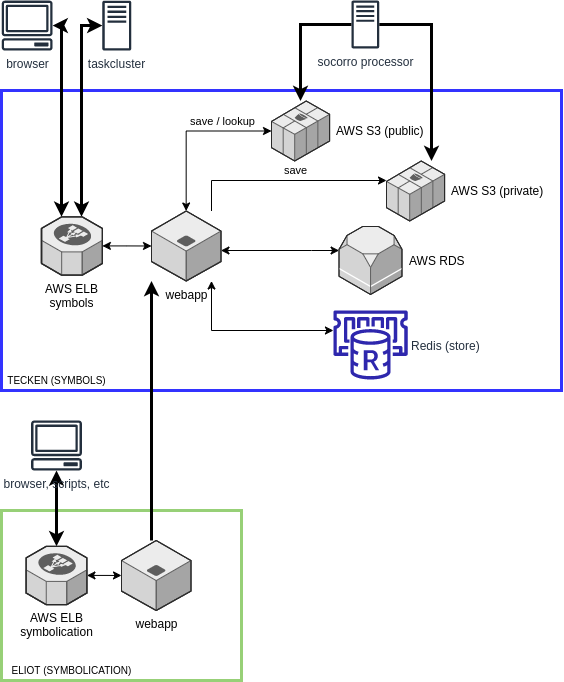 browser
taskcluster
socorro processor
save / lookup
AWS S3 (public)
save
AWS S3 (private)
AWS ELB
symbols
webapp
AWS RDS
R
Redis (store)
TECKEN (SYMBOLS)
browser, scripts, etc
AWS ELB
symbolication
webapp
ELIOT (SYMBOLICATION)